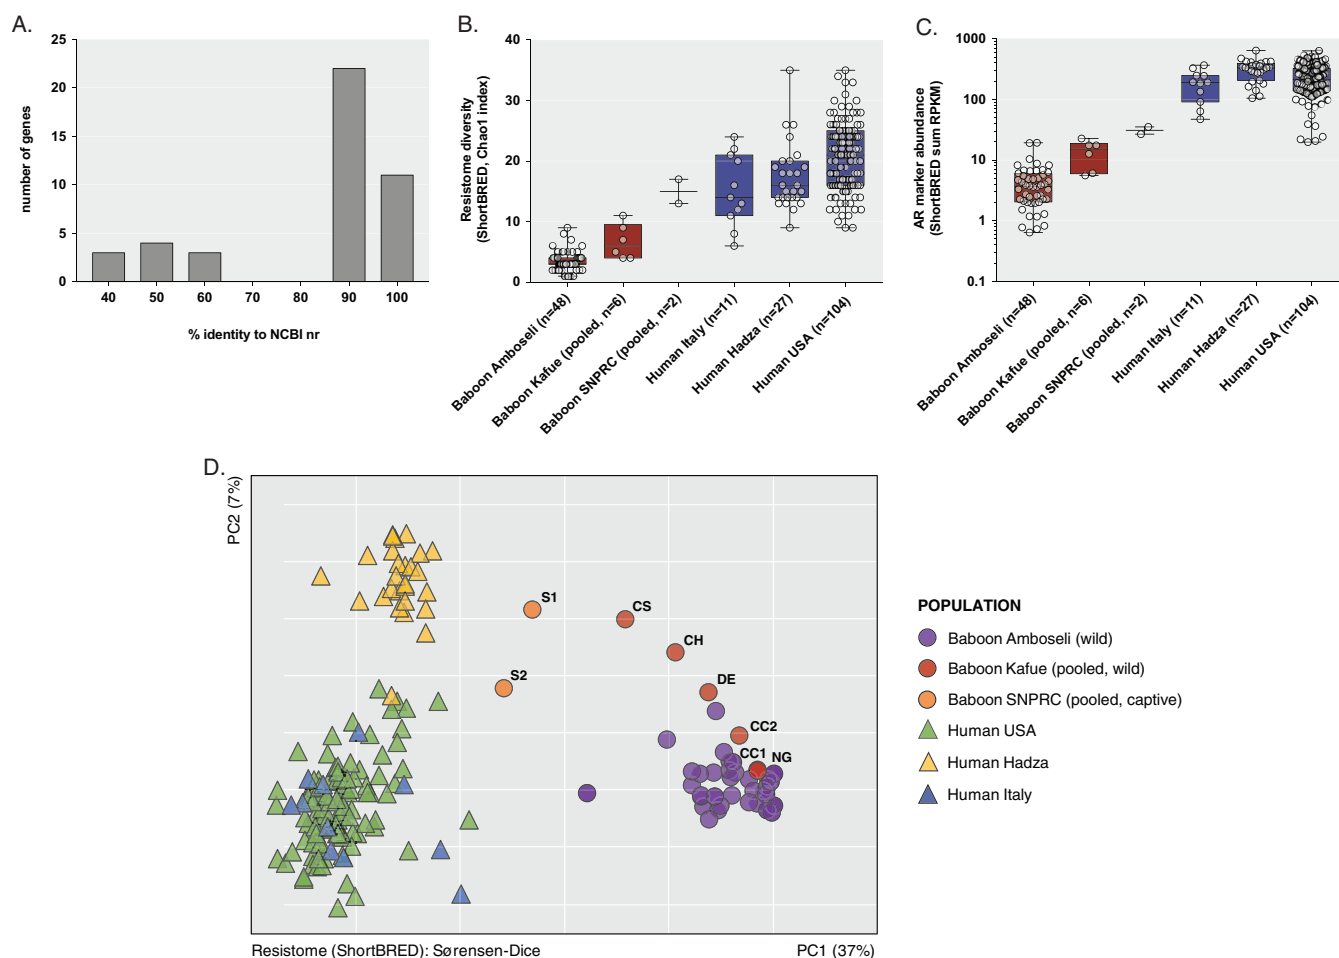 A.
25
20
15
10
5
0
number of genes
40 50 60 70 80 90 100
% identity to NCBI nr
B.
40
30
20
10
0
Resistome diversity
(ShortBRED, Chao1 index)
Baboon Amboseli (n=48)
Baboon Kafue (pooled, n=6)
Baboon SNPRC (pooled, n=2)
Human Italy (n=11)
Human Hadza (n=27)
Human USA (n=104)
C.
1000
100
10
1
0.1
AR marker abundance
(ShortBRED sum RPKM)
Baboon Amboseli (n=48)
Baboon Kafue (pooled, n=6)
Baboon SNPRC (pooled, n=2)
Human Italy (n=11)
Human Hadza (n=27)
Human USA (n=104)
D.
PC2 (7%)
S1
CS
CH
S2
DE
CC2
CC1 NG
Resistome (ShortBRED): Sørensen-Dice
PC1 (37%)
POPULATION
Baboon Amboseli (wild)
Baboon Kafue (pooled, wild)
Baboon SNPRC (pooled, captive)
Human USA
Human Hadza
Human Italy